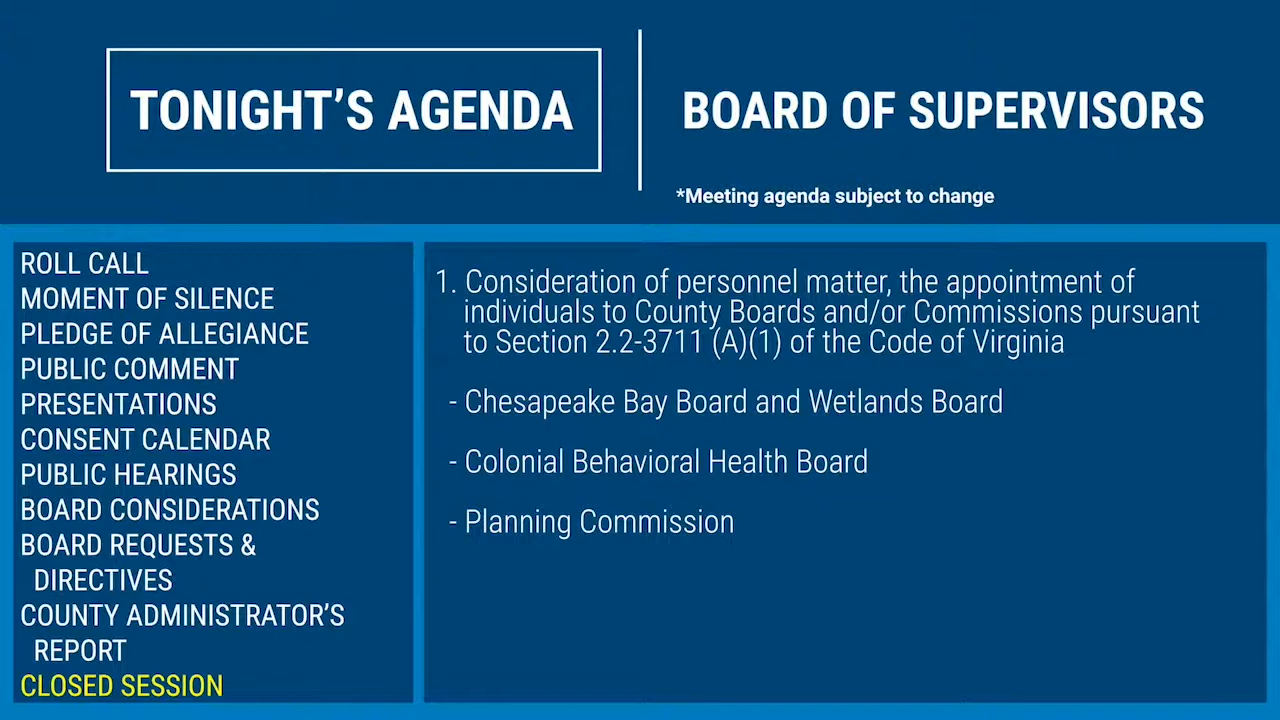 TONIGHT’S AGENDA
BOARD OF SUPERVISORS
*Meeting agenda subject to change
ROLL CALL
MOMENT OF SILENCE
PLEDGE OF ALLEGIANCE
PUBLIC COMMENT
PRESENTATIONS
CONSENT CALENDAR
PUBLIC HEARINGS
BOARD CONSIDERATIONS
BOARD REQUESTS &
DIRECTIVES
COUNTY ADMINISTRATOR’S
REPORT
CLOSED SESSION
1. Consideration of personnel matter, the appointment of
individuals to County Boards and/or Commissions pursuant
to Section 2.2-3711 (A)(1) of the Code of Virginia
- Chesapeake Bay Board and Wetlands Board
- Colonial Behavioral Health Board
- Planning Commission